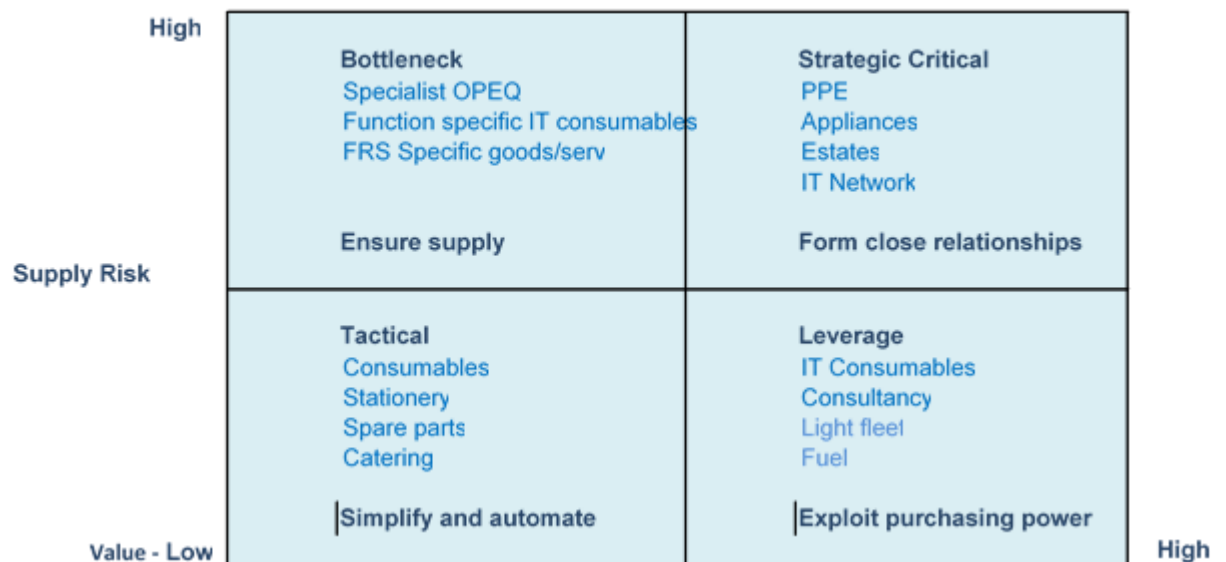 High
Bottleneck
Specialist OPEQ
Function specific IT consumables
FRS Specific goods/serv
Ensure supply
Strategic Critical
PPE
Appliances
Estates
IT Network
Form close relationships
Supply Risk
Tactical
Consumables
Stationery
Spare parts
Catering
Simplify and automate
Leverage
IT Consumables
Consultancy
Light fleet
Fuel
Exploit purchasing power
Value - Low
High